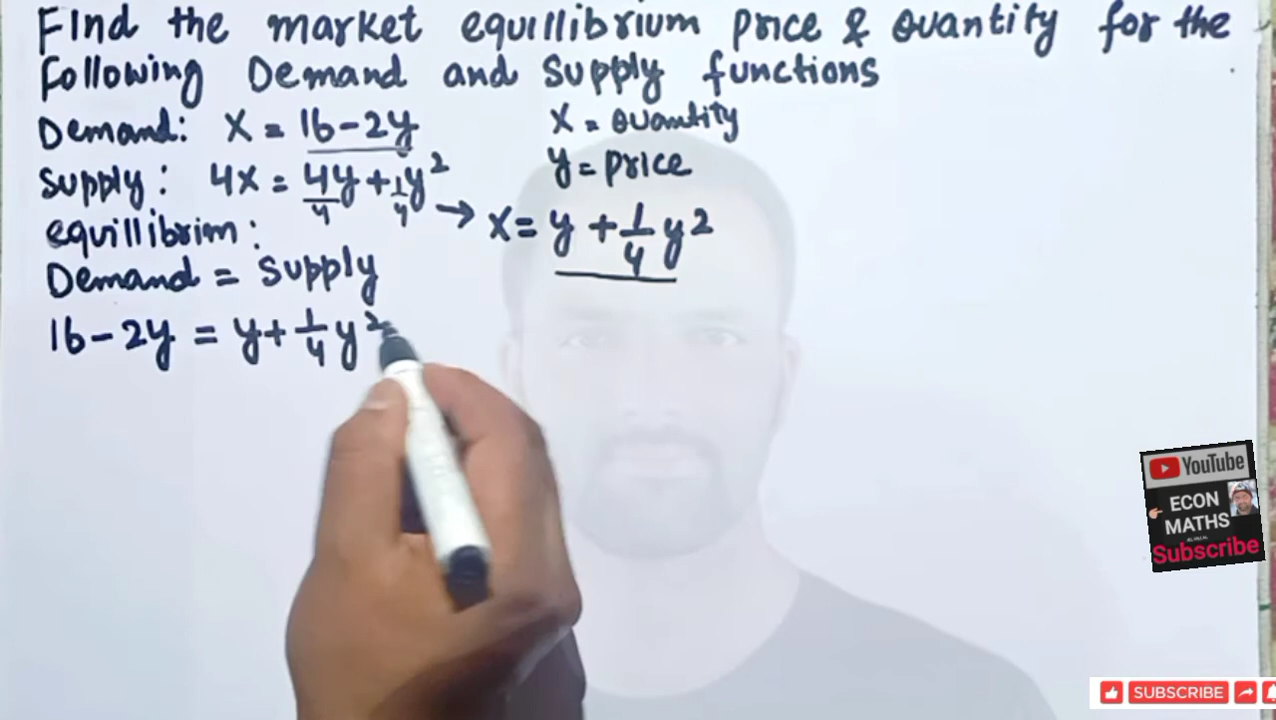 Find the market equillibrium price & Quantity for the
Following Demand and supply functions
Demand: X = 16-2y
X = Quantity
supply: 4X = 4y/4 + 1/4 y²
y = price
→ X = y + 1/4 y²
equillibrim:
Demand = supply
16-2y = y + 1/4 y²
YouTube
ECON
MATHS
Subscribe
SUBSCRIBE